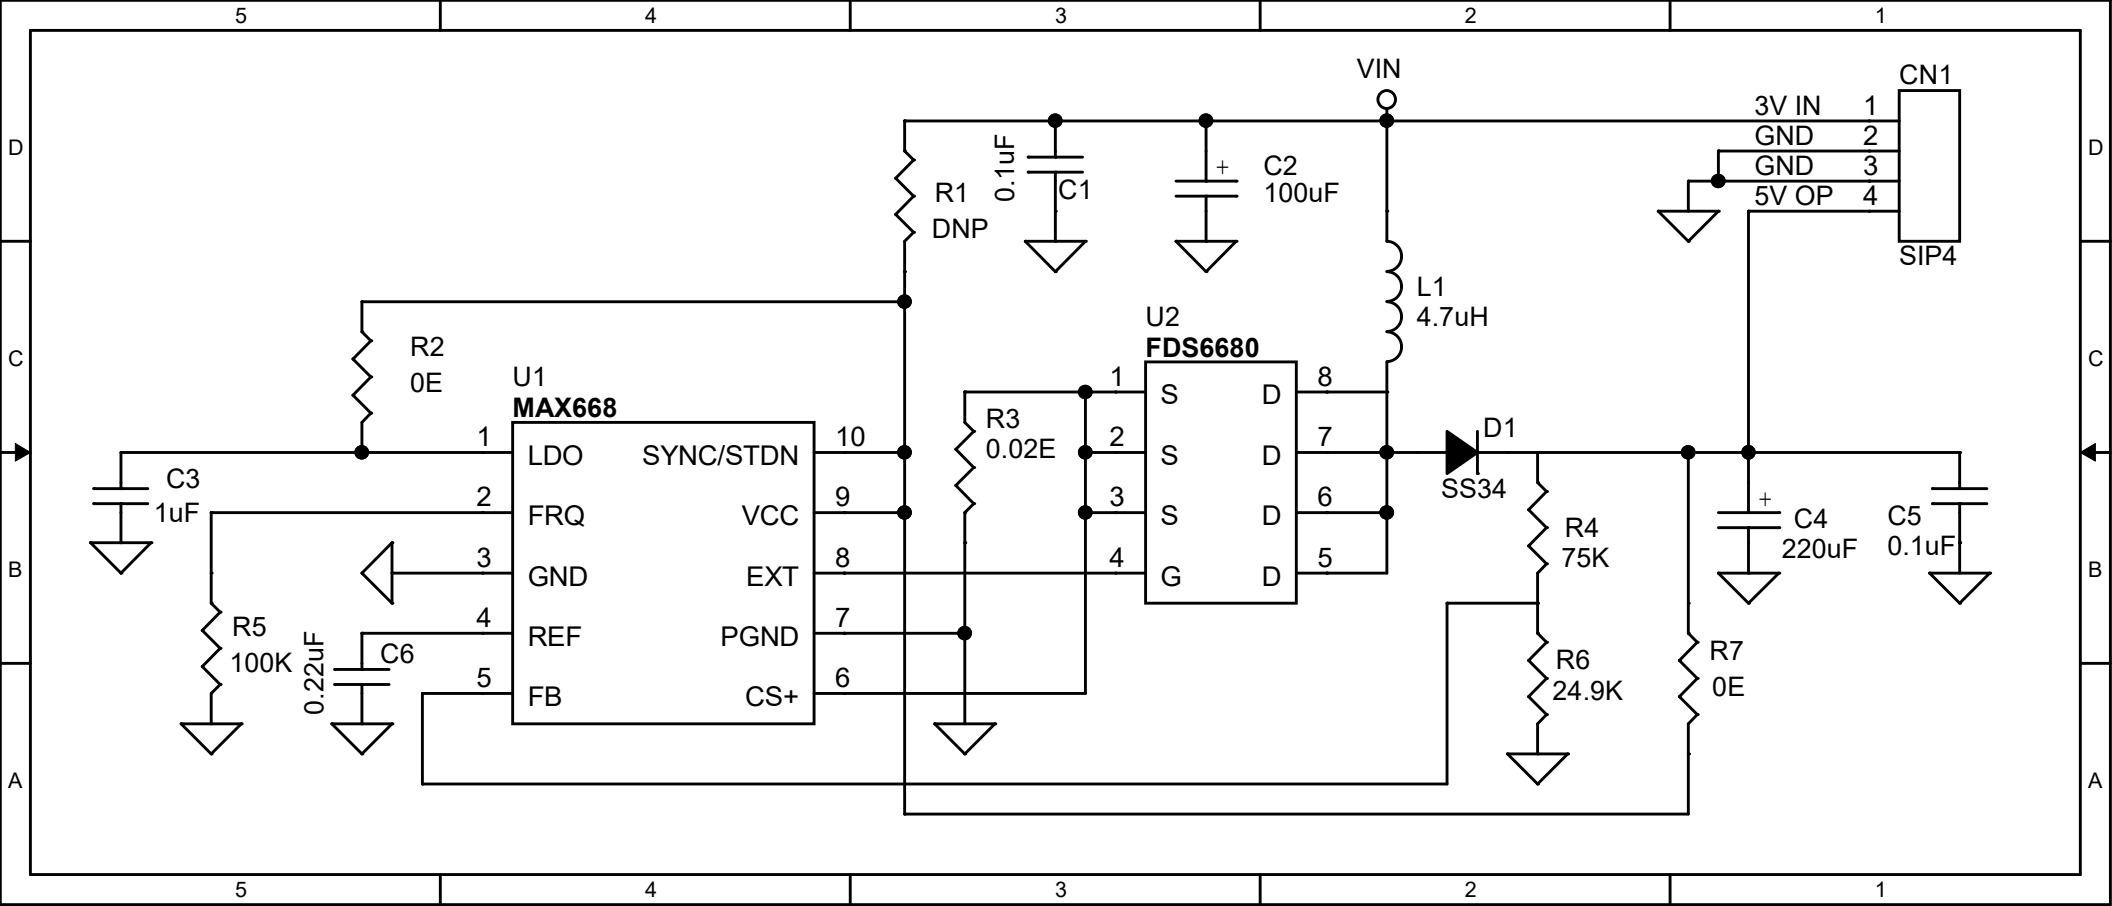 5 4 3 2 1
D D
C C
B B
A A
VIN
CN1
3V IN 1
GND 2
GND 3
5V OP 4
SIP4
0.1uF
C1
+
C2
100uF
R1
DNP
L1
4.7uH
R2
0E
U2
FDS6680
1 S D 8
2 S D 7
3 S D 6
4 G D 5
U1
MAX668
1 LDO SYNC/STDN 10
2 FRQ VCC 9
3 GND EXT 8
4 REF PGND 7
5 FB CS+ 6
R3
0.02E
D1
SS34
C3
1uF
R4
75K
+
C4
220uF
C5
0.1uF
R5
100K
0.22uF
C6
R6
24.9K
R7
0E
5 4 3 2 1